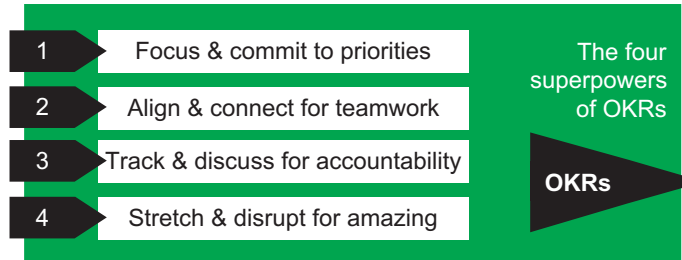 1 Focus & commit to priorities
2 Align & connect for teamwork
3 Track & discuss for accountability
4 Stretch & disrupt for amazing
The four
superpowers
of OKRs
OKRs